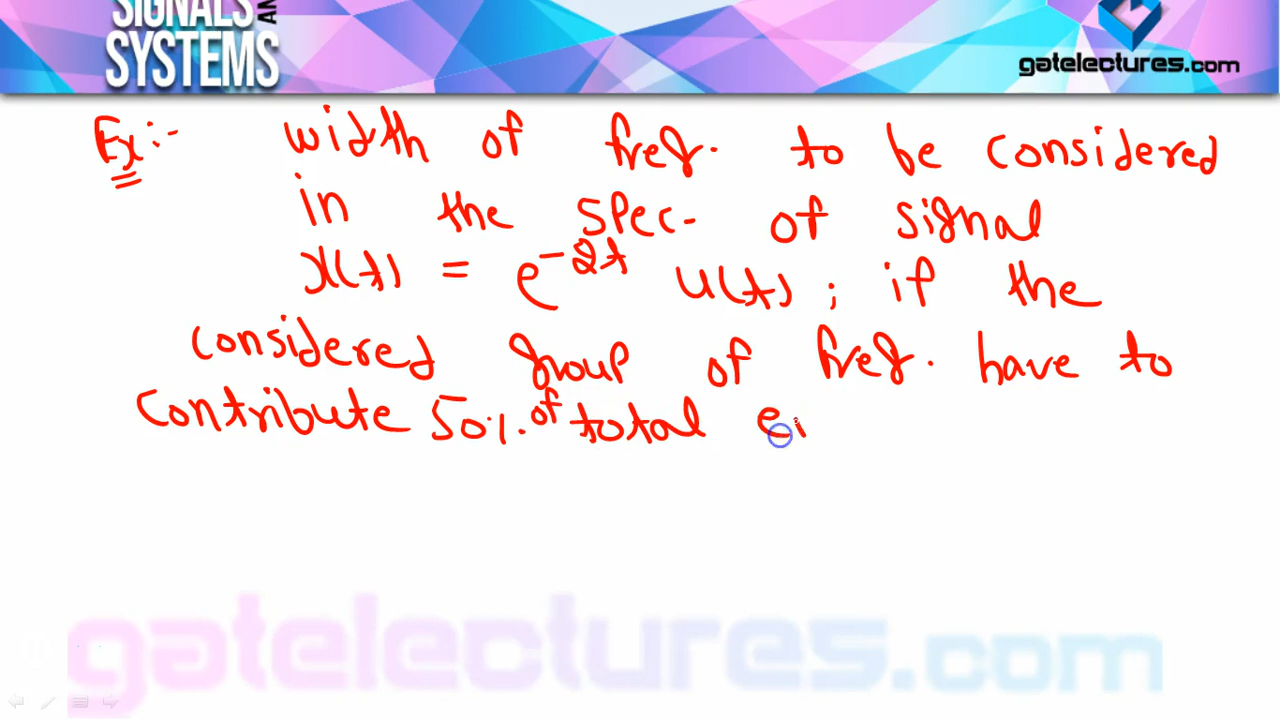 SIGNALS AND
SYSTEMS
gatelectures.com
Ex:- width of freq. to be considered
in the spec. of signal
x(t) = e^-2t u(t) ; if the
considered group of freq. have to
contribute 50% of total
gatelectures.com